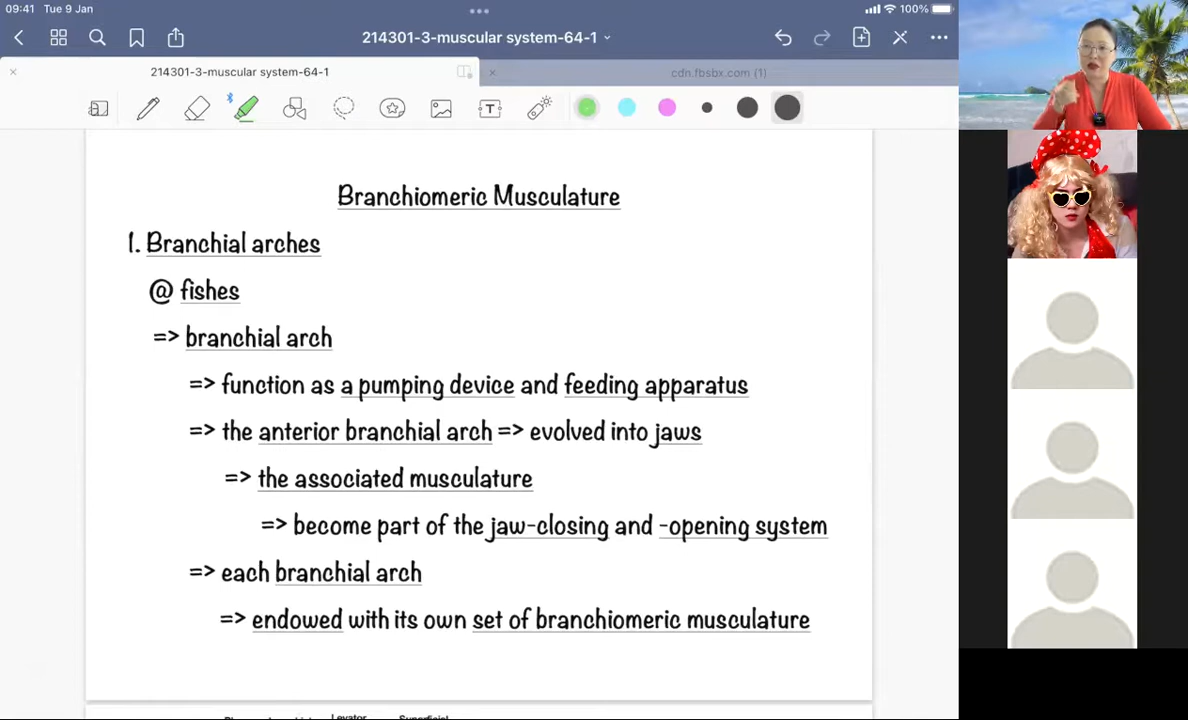 09:41 Tue 9 Jan
100%
214301-3-muscular system-64-1
214301-3-muscular system-64-1
cdn.fbsbx.com (1)
Branchiomeric Musculature
1. Branchial arches
@ fishes
=> branchial arch
=> function as a pumping device and feeding apparatus
=> the anterior branchial arch => evolved into jaws
=> the associated musculature
=> become part of the jaw-closing and -opening system
=> each branchial arch
=> endowed with its own set of branchiomeric musculature
Levator Superficial